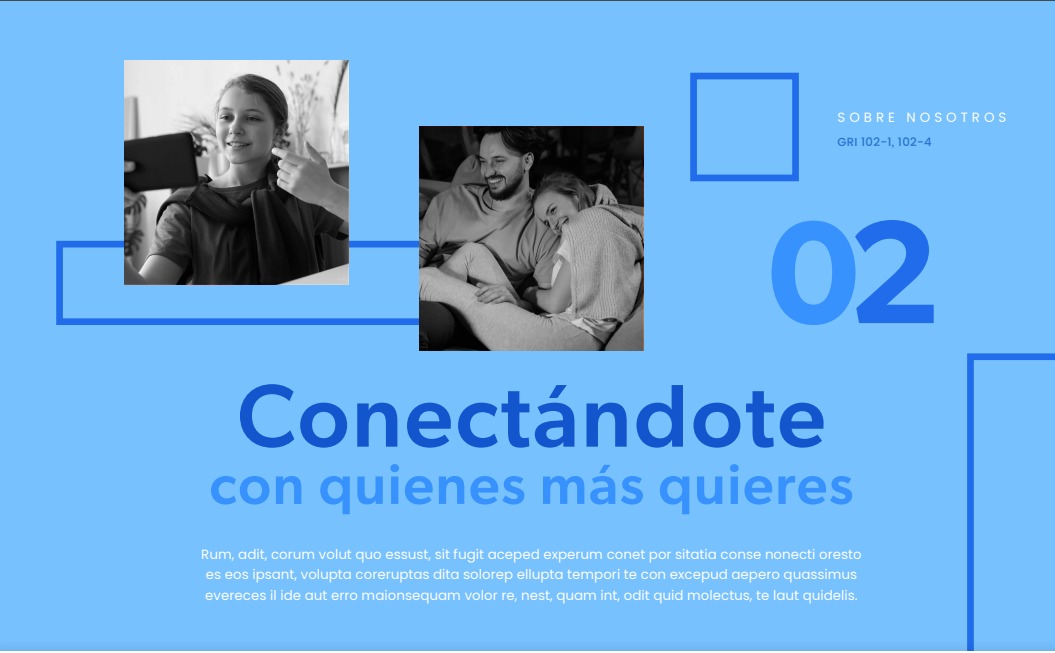 SOBRE NOSOTROS
GRI 102-1, 102-4
02
Conectándote
con quienes más quieres
Rum, adit, corum volut quo essust, sit fugit aceped experum conet por sitatia conse nonecti oresto
es eos ipsant, volupta coreruptas dita solorep ellupta tempori te con excepud aepero quassimus
evereces il ide aut erro maionsequam volor re, nest, quam int, odit quid molectus, te laut quidelis.